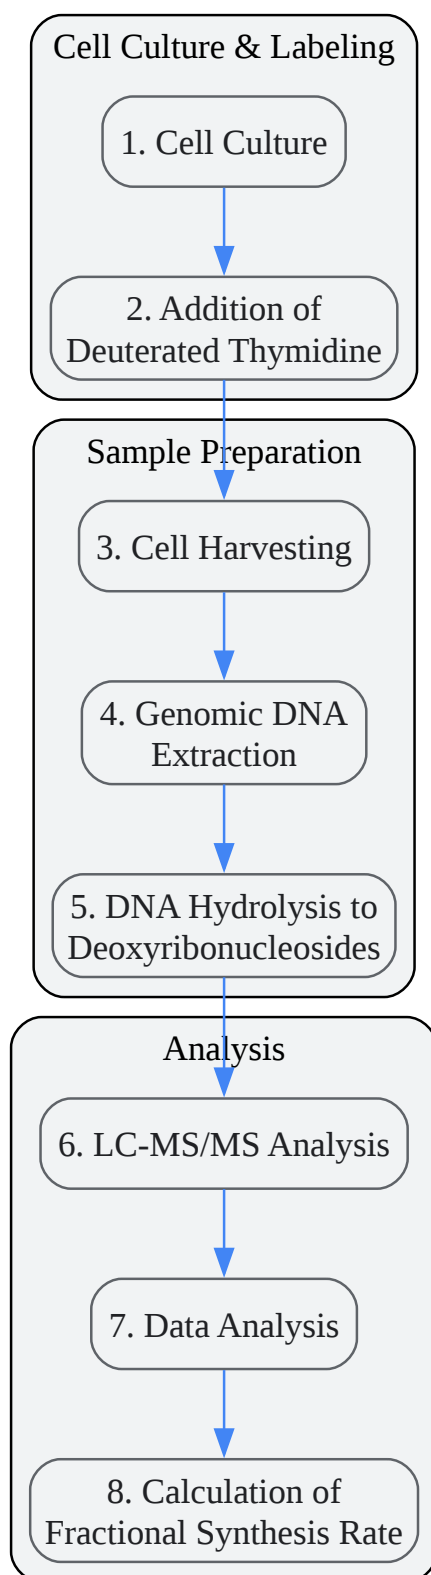 Cell Culture & Labeling
1. Cell Culture
2. Addition of
Deuterated Thymidine
Sample Preparation
3. Cell Harvesting
4. Genomic DNA
Extraction
5. DNA Hydrolysis to
Deoxyribonucleosides
Analysis
6. LC-MS/MS Analysis
7. Data Analysis
8. Calculation of
Fractional Synthesis Rate